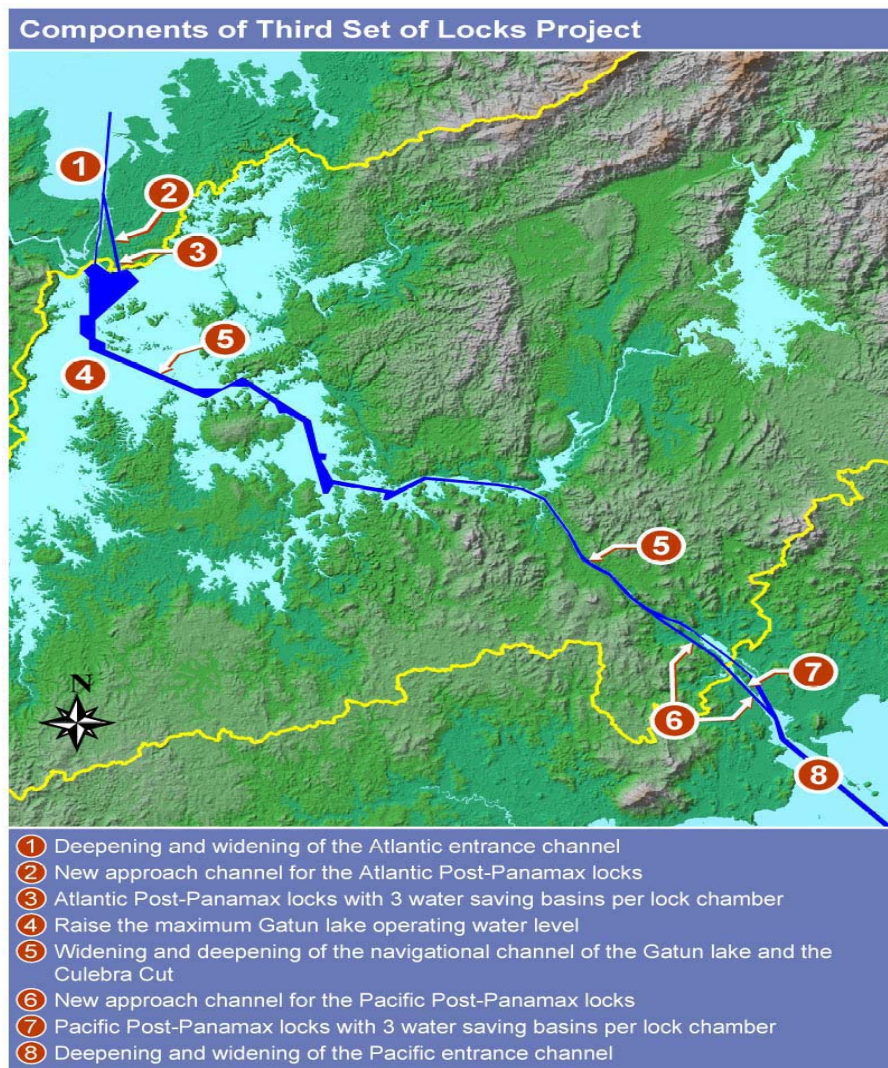 Components of Third Set of Locks Project
1
2
3
5
4
5
7
6
8
N
1 Deepening and widening of the Atlantic entrance channel
2 New approach channel for the Atlantic Post-Panamax locks
3 Atlantic Post-Panamax locks with 3 water saving basins per lock chamber
4 Raise the maximum Gatun lake operating water level
5 Widening and deepening of the navigational channel of the Gatun lake and the
Culebra Cut
6 New approach channel for the Pacific Post-Panamax locks
7 Pacific Post-Panamax locks with 3 water saving basins per lock chamber
8 Deepening and widening of the Pacific entrance channel